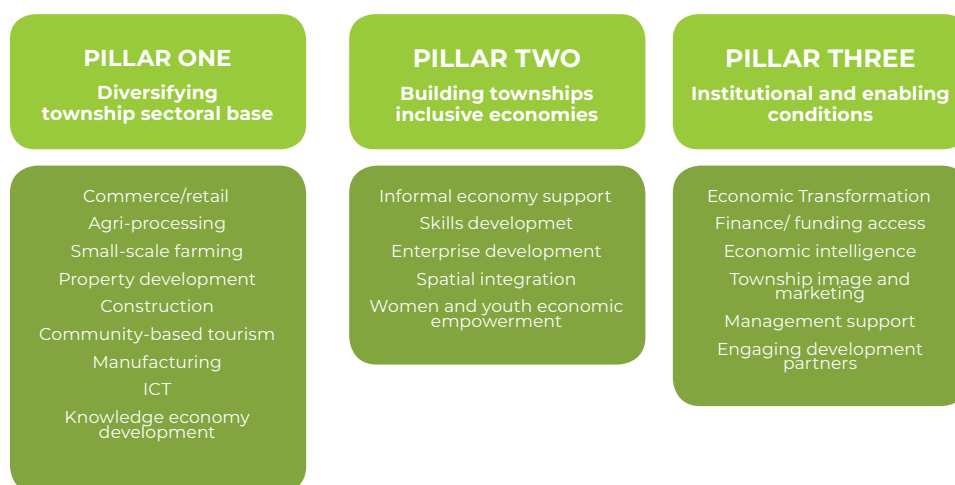 PILLAR ONE
Diversifying
township sectoral base
Commerce/retail
Agri-processing
Small-scale farming
Property development
Construction
Community-based tourism
Manufacturing
ICT
Knowledge economy
development
PILLAR TWO
Building townships
inclusive economies
Informal economy support
Skills developmet
Enterprise development
Spatial integration
Women and youth economic
empowerment
PILLAR THREE
Institutional and enabling
conditions
Economic Transformation
Finance/ funding access
Economic intelligence
Township image and
marketing
Management support
Engaging development
partners